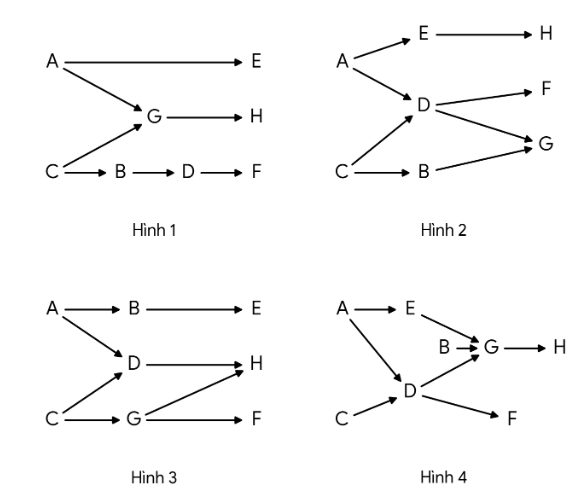 A E
G H
C B D F
Hình 1
E H
A
F
D
G
C B
Hình 2
A B E
D H
C G F
Hình 3
A E
B G H
D
C F
Hình 4